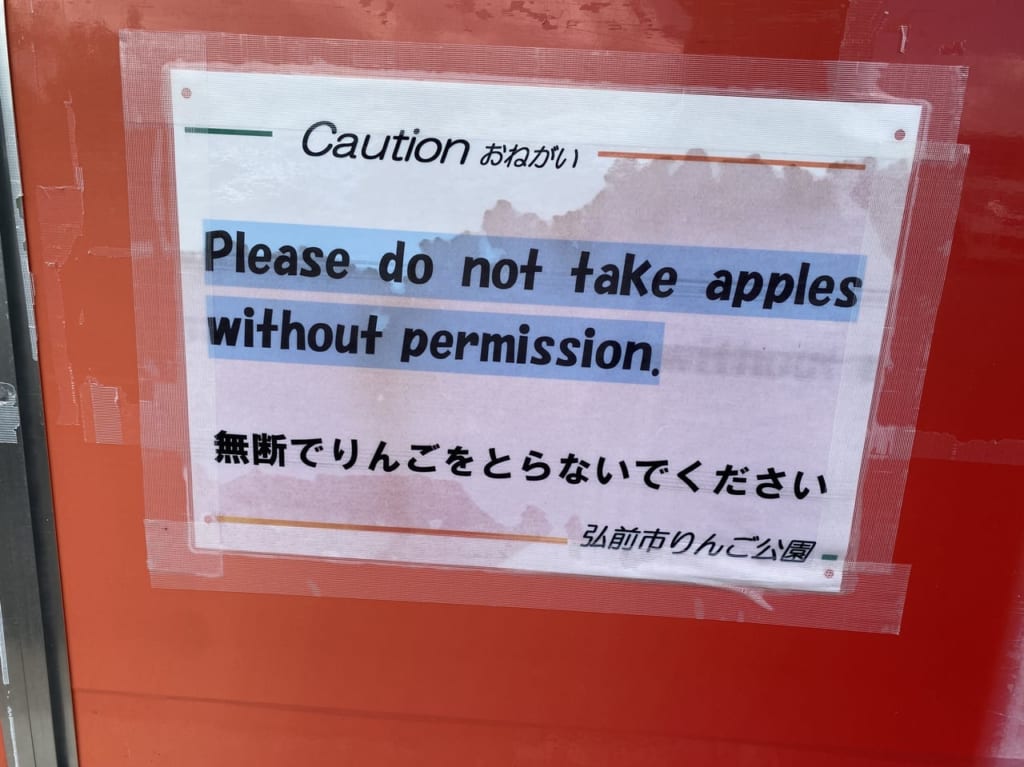 Caution おねがい
Please do not take apples
without permission.
無断でりんごをとらないでください
弘前市りんご公園